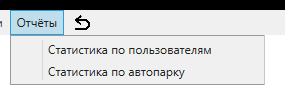 Отчёты
Статистика по пользователям
Статистика по автопарку